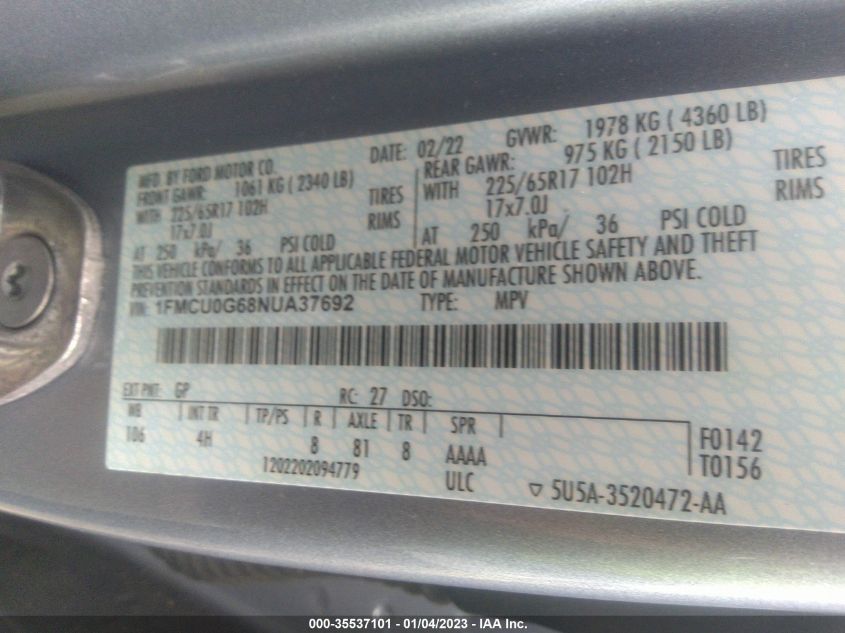 MFD. BY FORD MOTOR CO.
DATE: 02/22 GVWR: 1978 KG ( 4360 LB)
FRONT GAWR: 1061 KG ( 2340 LB)
WITH 225/65R17 102H TIRES
17x7.0J RIMS
AT 250 kPa/ 36 PSI COLD
REAR GAWR: 975 KG ( 2150 LB)
WITH 225/65R17 102H TIRES
17x7.0J RIMS
AT 250 kPa/ 36 PSI COLD
THIS VEHICLE CONFORMS TO ALL APPLICABLE FEDERAL MOTOR VEHICLE SAFETY AND THEFT
PREVENTION STANDARDS IN EFFECT ON THE DATE OF MANUFACTURE SHOWN ABOVE.
VIN: 1FMCU0G68NUA37692 TYPE: MPV
EXT PNT: GP RC: 27 DSO:
WB INT TR TP/PS R AXLE TR SPR
106 4H 8 81 8 AAAA
1202202094779 ULC
F0142
T0156
5U5A-3520472-AA
000-35537101 - 01/04/2023 - IAA Inc.